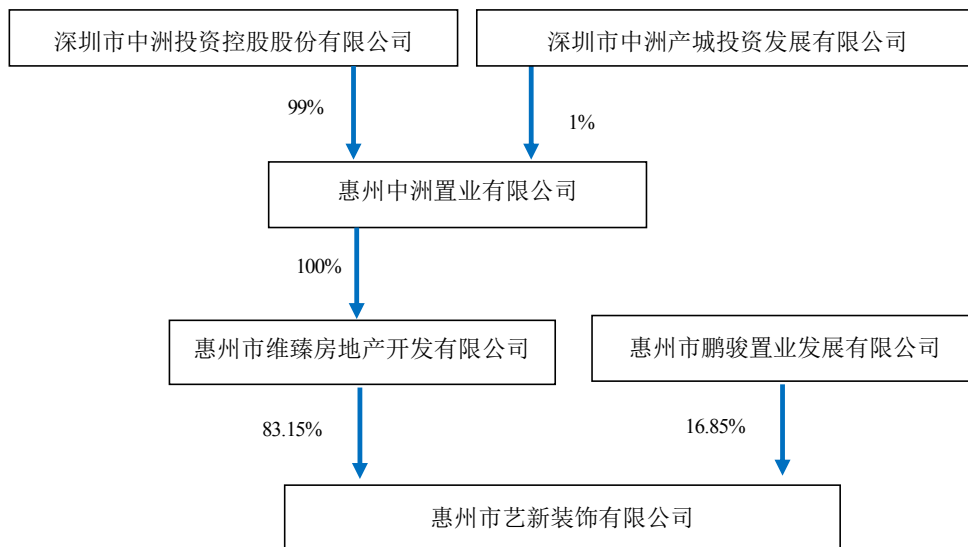 深圳市中洲投资控股股份有限公司
深圳市中洲产城投资发展有限公司
99%
1%
惠州中洲置业有限公司
100%
惠州市维臻房地产开发有限公司
惠州市鹏骏置业发展有限公司
83.15%
16.85%
惠州市艺新装饰有限公司